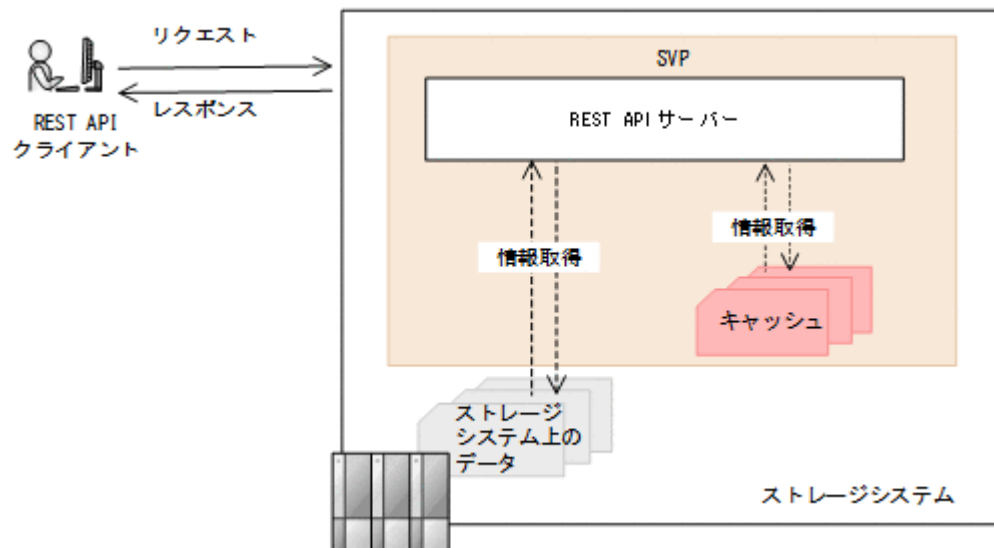 リクエスト
レスポンス
REST API
クライアント
SVP
REST APIサーバー
情報取得
情報取得
キャッシュ
ストレージ
システム上の
データ
ストレージシステム